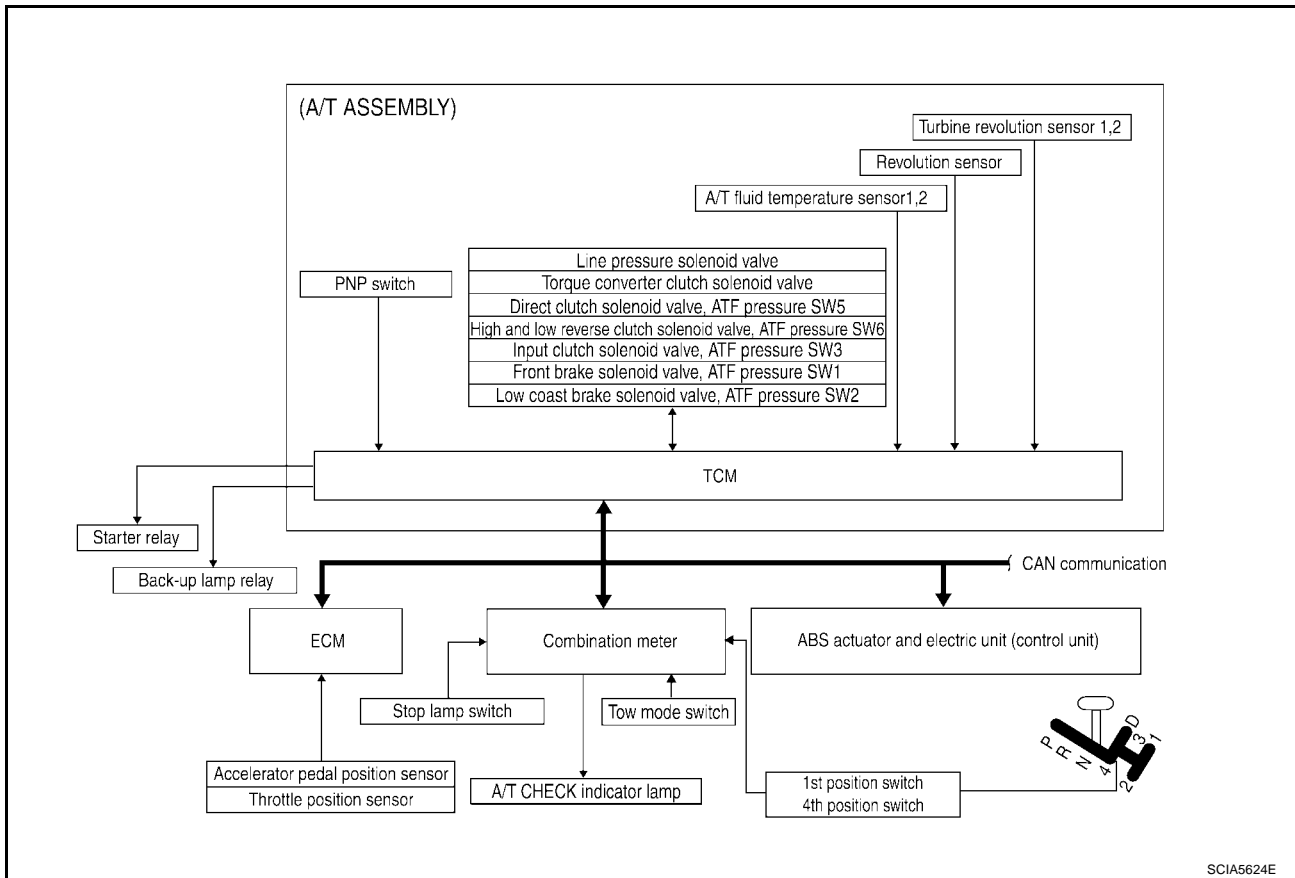 (A/T ASSEMBLY)
Turbine revolution sensor 1,2
Revolution sensor
A/T fluid temperature sensor1,2
Line pressure solenoid valve
Torque converter clutch solenoid valve
Direct clutch solenoid valve, ATF pressure SW5
High and low reverse clutch solenoid valve, ATF pressure SW6
Input clutch solenoid valve, ATF pressure SW3
Front brake solenoid valve, ATF pressure SW1
Low coast brake solenoid valve, ATF pressure SW2
PNP switch
TCM
Starter relay
Back-up lamp relay
CAN communication
ECM
Combination meter
ABS actuator and electric unit (control unit)
Stop lamp switch
Tow mode switch
Accelerator pedal position sensor
Throttle position sensor
A/T CHECK indicator lamp
1st position switch
4th position switch
P R N 4 D 3 2 1
SCIA5624E